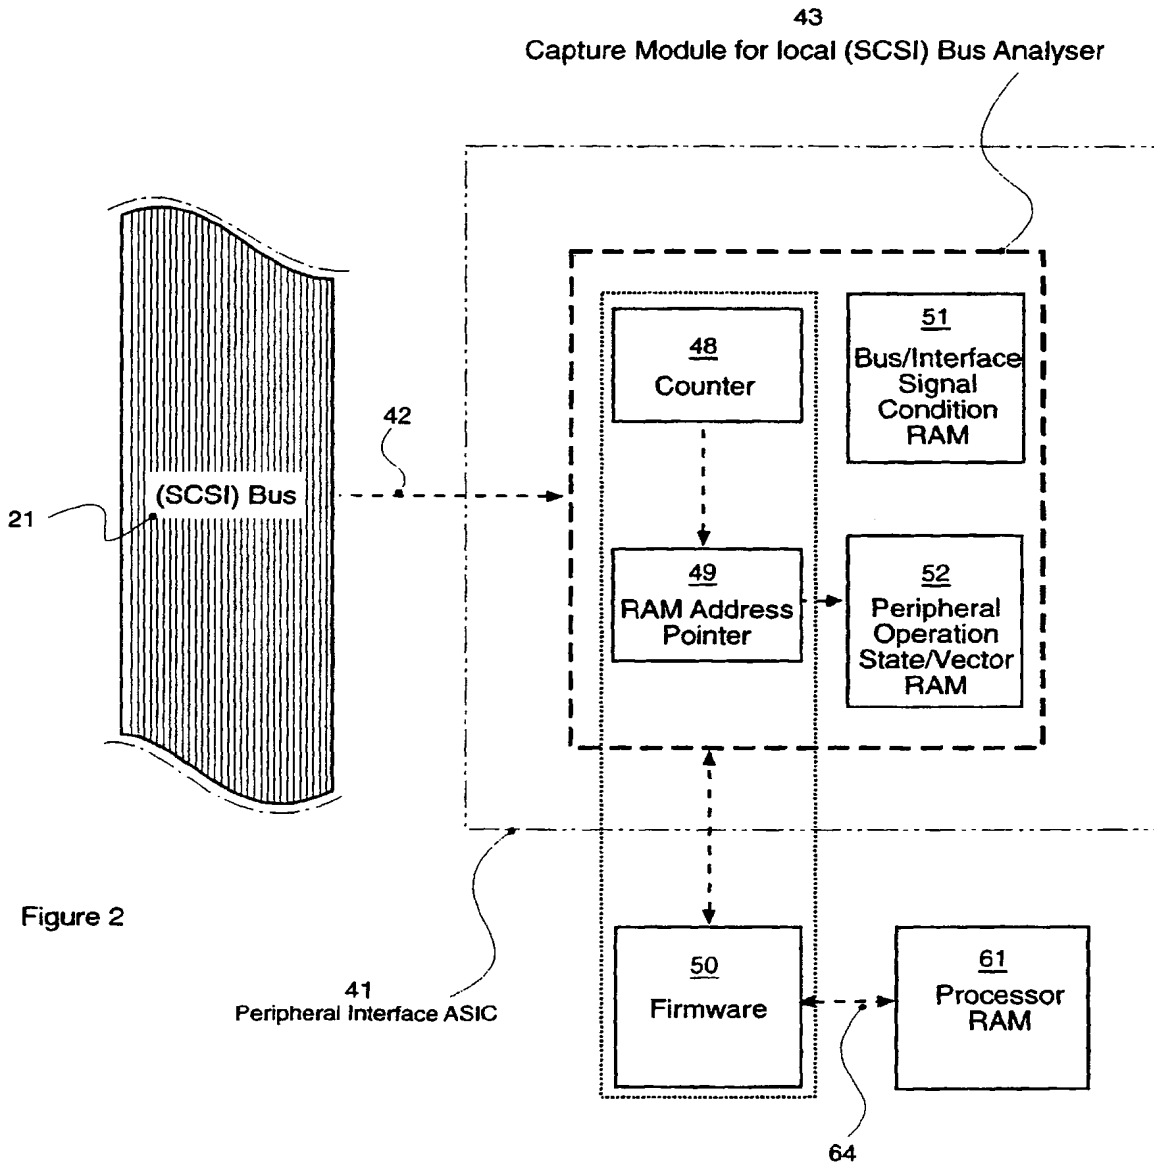 43
Capture Module for local (SCSI) Bus Analyser
48
Counter
51
Bus/Interface
Signal
Condition
RAM
42
(SCSI) Bus
21
49
RAM Address
Pointer
52
Peripheral
Operation
State/Vector
RAM
Figure 2
41
Peripheral Interface ASIC
50
Firmware
61
Processor
RAM
64